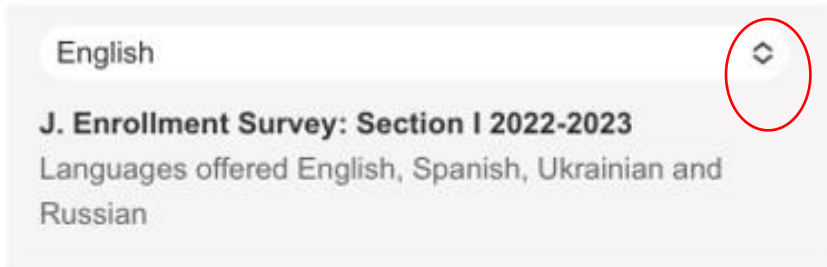 English
J. Enrollment Survey: Section I 2022-2023
Languages offered English, Spanish, Ukrainian and
Russian